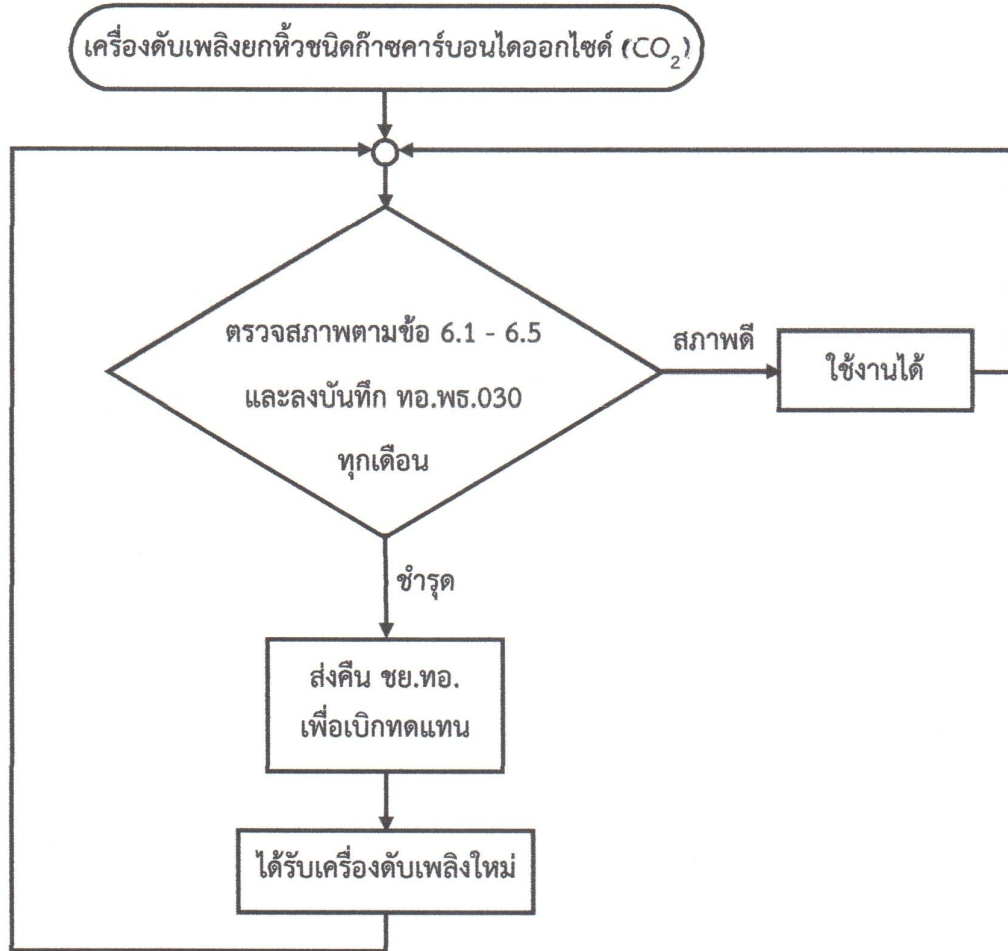 เครื่องดับเพลิงยกหิ้วชนิดก๊าซคาร์บอนไดออกไซด์ (CO₂)
ตรวจสภาพตามข้อ 6.1 - 6.5
และลงบันทึก ทอ.พธ.030
ทุกเดือน
สภาพดี
ใช้งานได้
ชำรุด
ส่งคืน ชย.ทอ.
เพื่อเบิกทดแทน
ได้รับเครื่องดับเพลิงใหม่